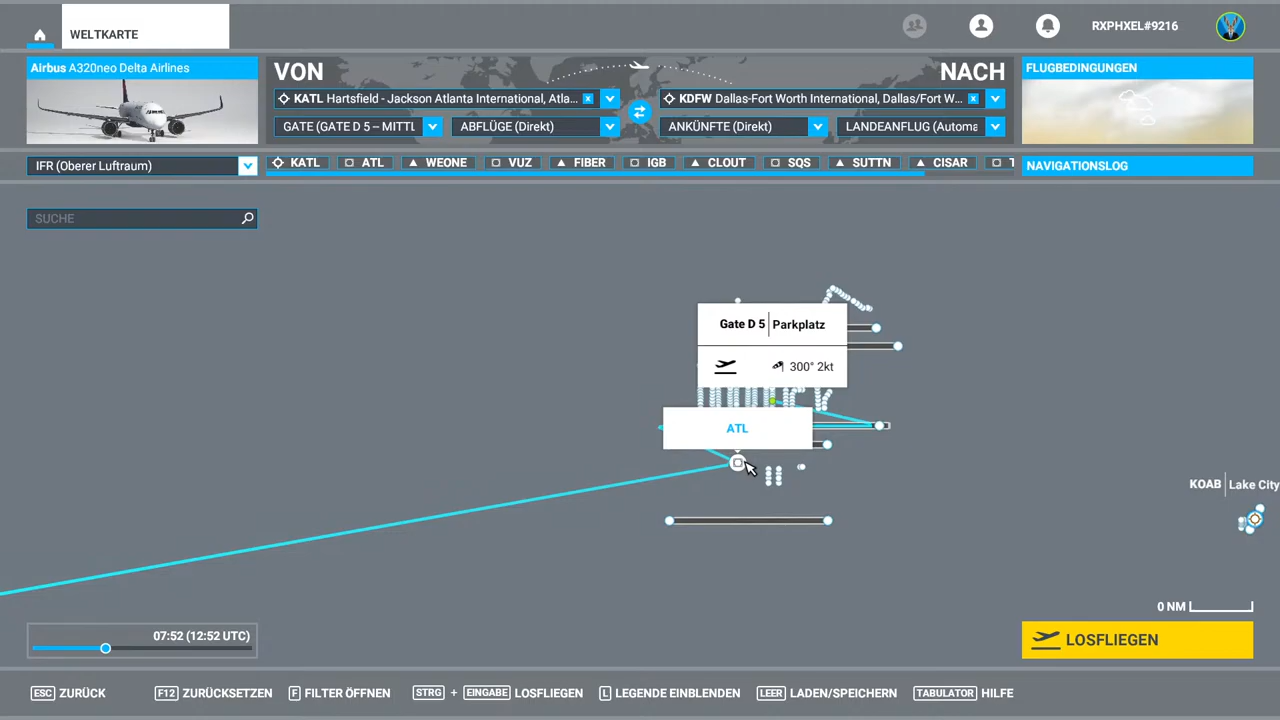 WELTKARTE
RXPHXEL#9216
Airbus A320neo Delta Airlines
VON
NACH
KATL Hartsfield - Jackson Atlanta International, Atla... x
KDFW Dallas-Fort Worth International, Dallas/Fort W... x
GATE (GATE D 5 – MITTL
ABFLÜGE (Direkt)
ANKÜNFTE (Direkt)
LANDEANFLUG (Automa
FLUGBEDINGUNGEN
IFR (Oberer Luftraum)
KATL ATL WEONE VUZ FIBER IGB CLOUT SQS SUTTN CISAR
NAVIGATIONSLOG
SUCHE
Gate D 5 Parkplatz
300° 2kt
ATL
KOAB Lake City
0 NM
07:52 (12:52 UTC)
LOSFLIEGEN
ESC ZURÜCK F12 ZURÜCKSETZEN F FILTER ÖFFNEN STRG + EINGABE LOSFLIEGEN L LEGENDE EINBLENDEN LEER LADEN/SPEICHERN TABULATOR HILFE